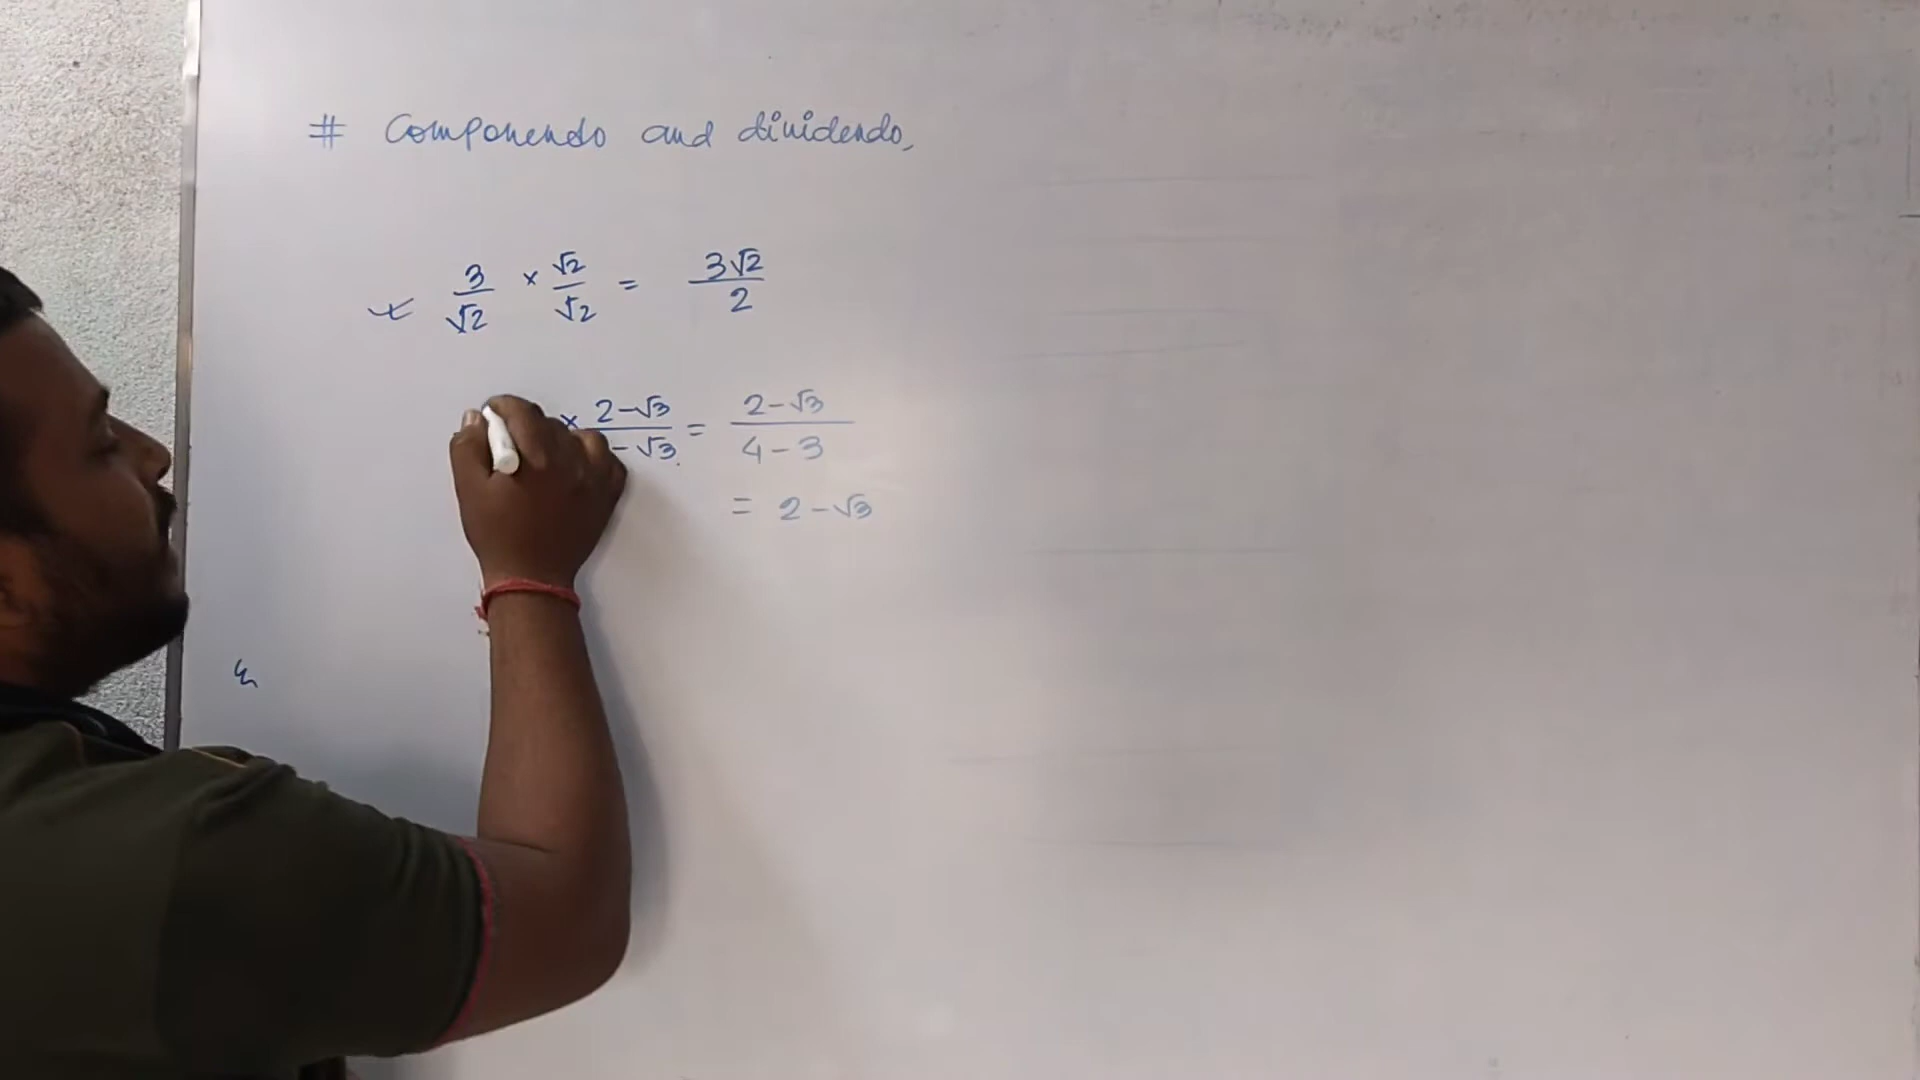 # Componendo and dividendo,
3/√2 × √2/√2 = 3√2/2
× 2-√3/-√3 = 2-√3/4-3
= 2-√3